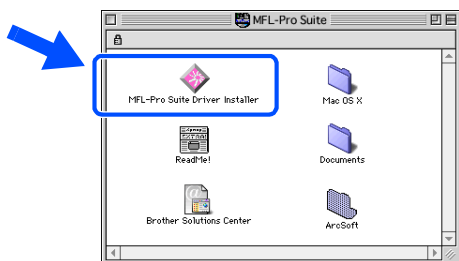 MFL-Pro Suite
MFL-Pro Suite Driver Installer
Mac OS X
ReadMe!
Documents
Brother Solutions Center
ArcSoft